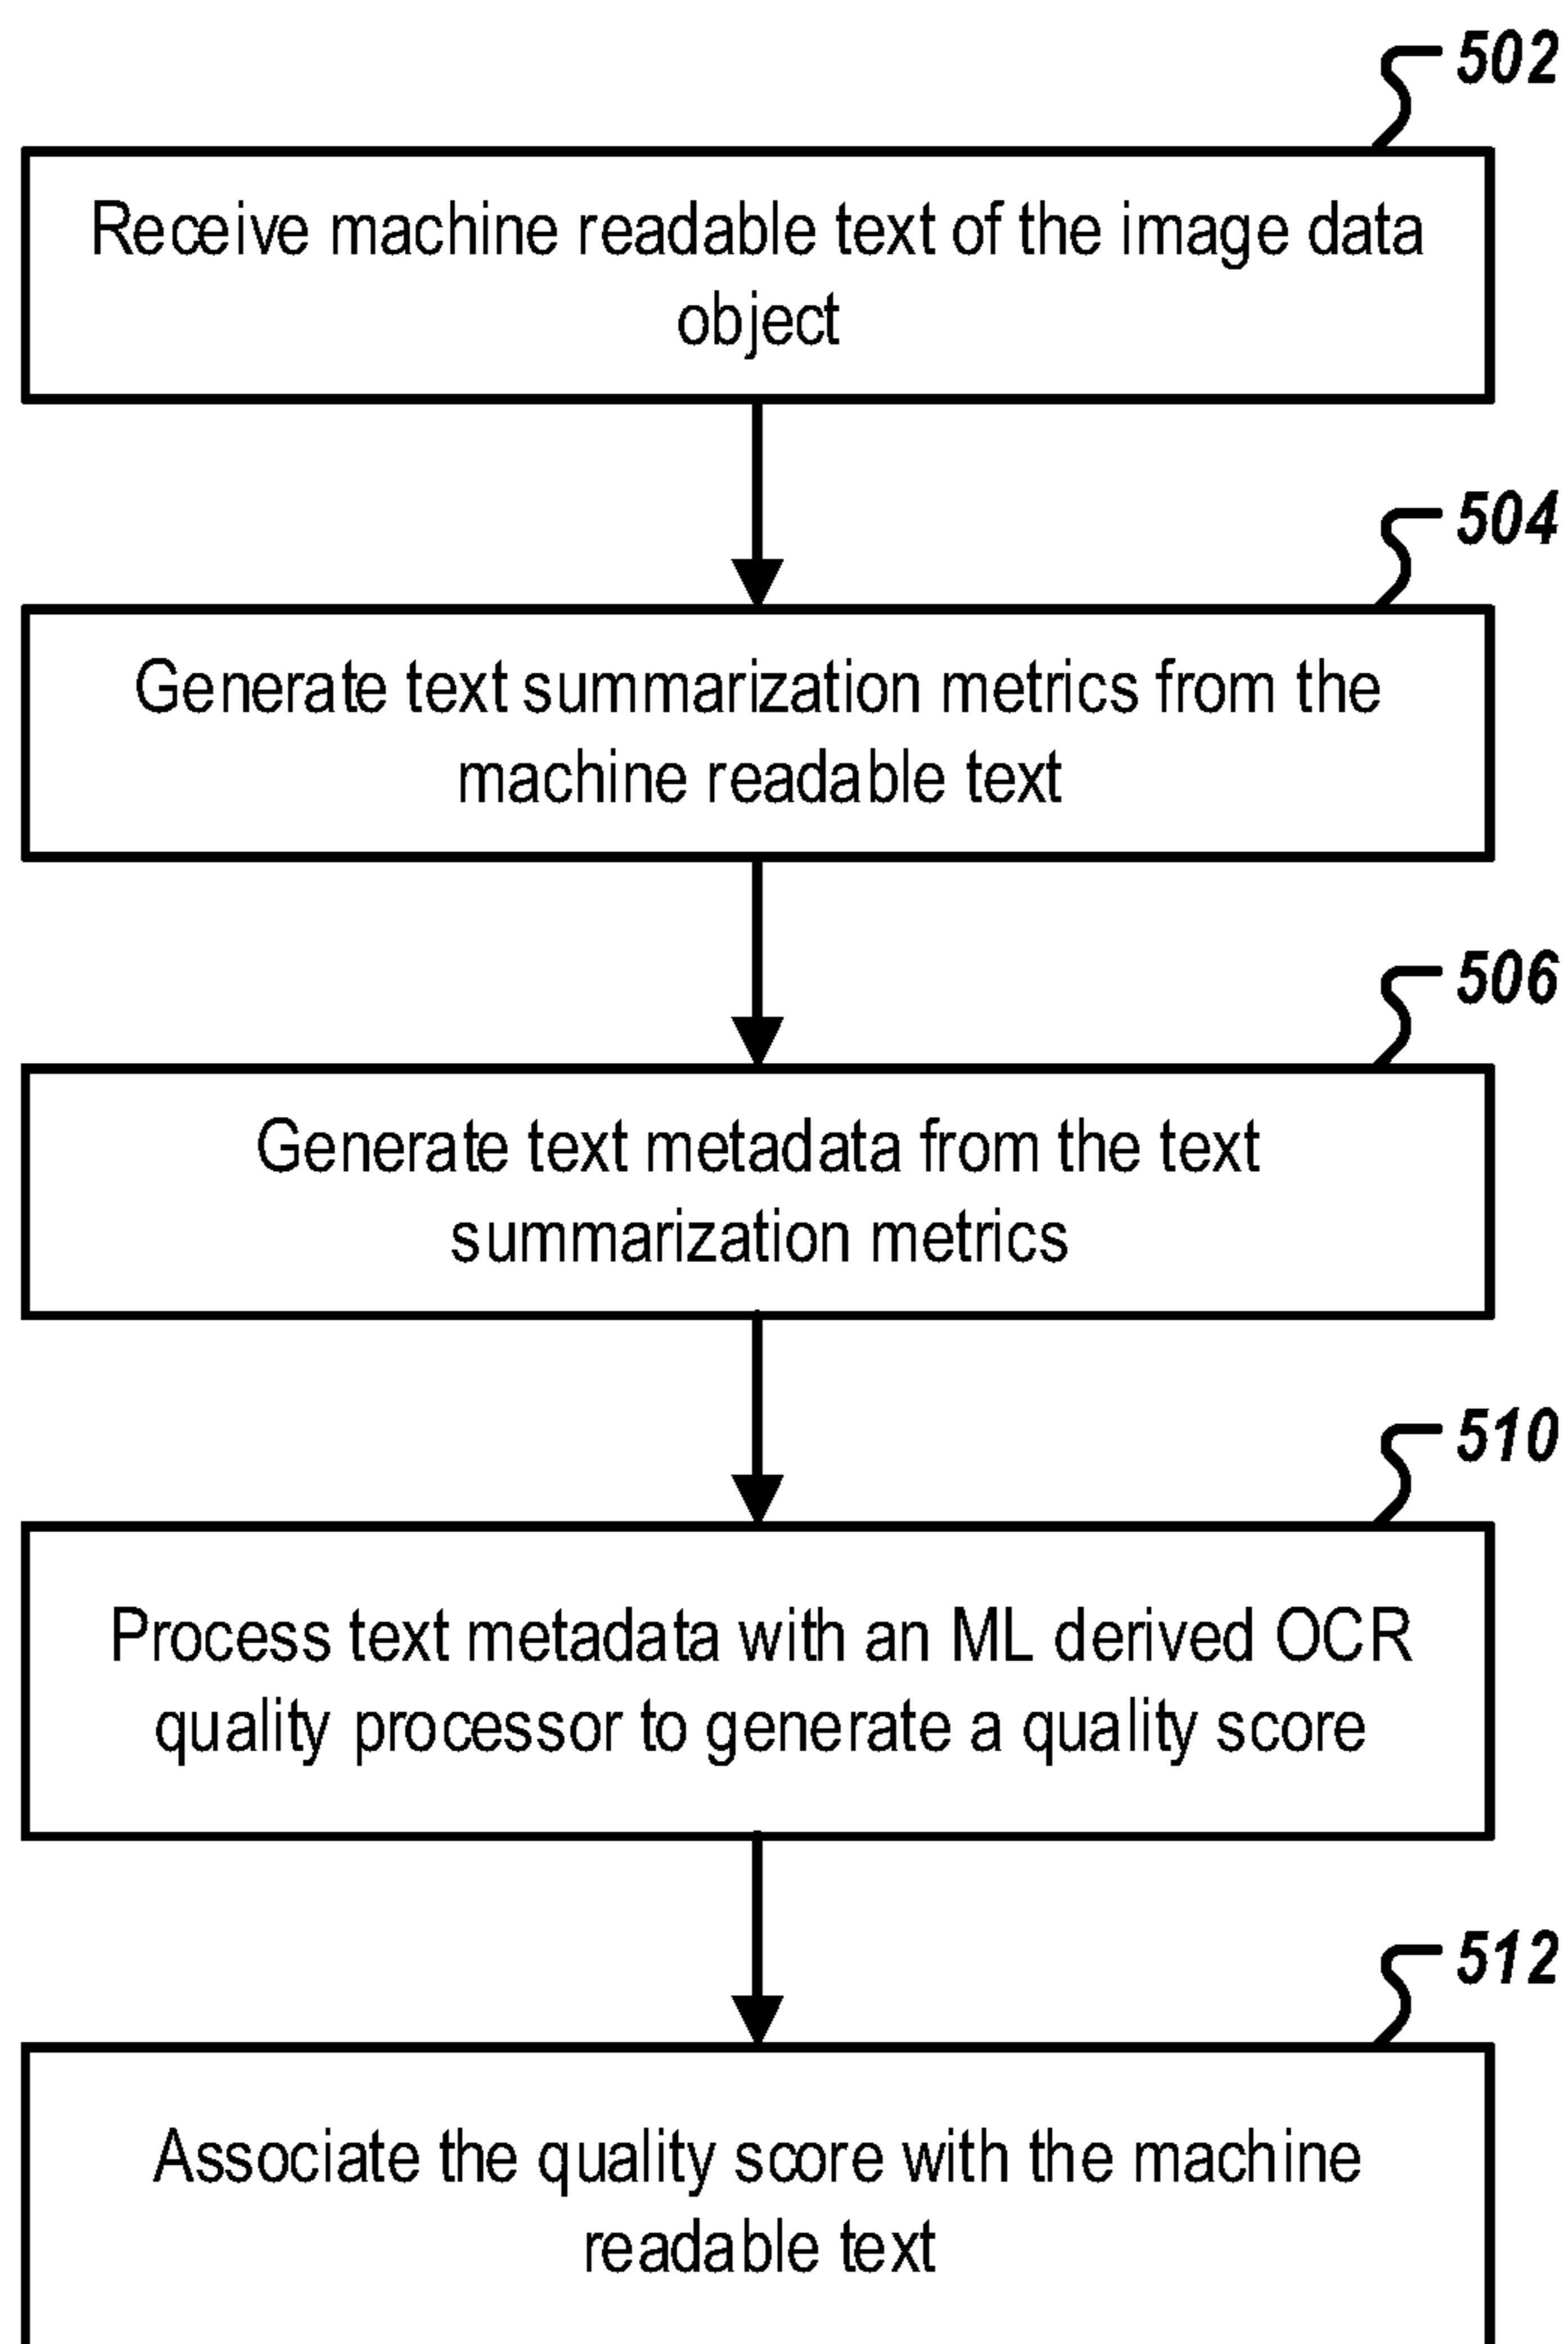 502
Receive machine readable text of the image data
object
504
Generate text summarization metrics from the
machine readable text
506
Generate text metadata from the text
summarization metrics
510
Process text metadata with an ML derived OCR
quality processor to generate a quality score
512
Associate the quality score with the machine
readable text